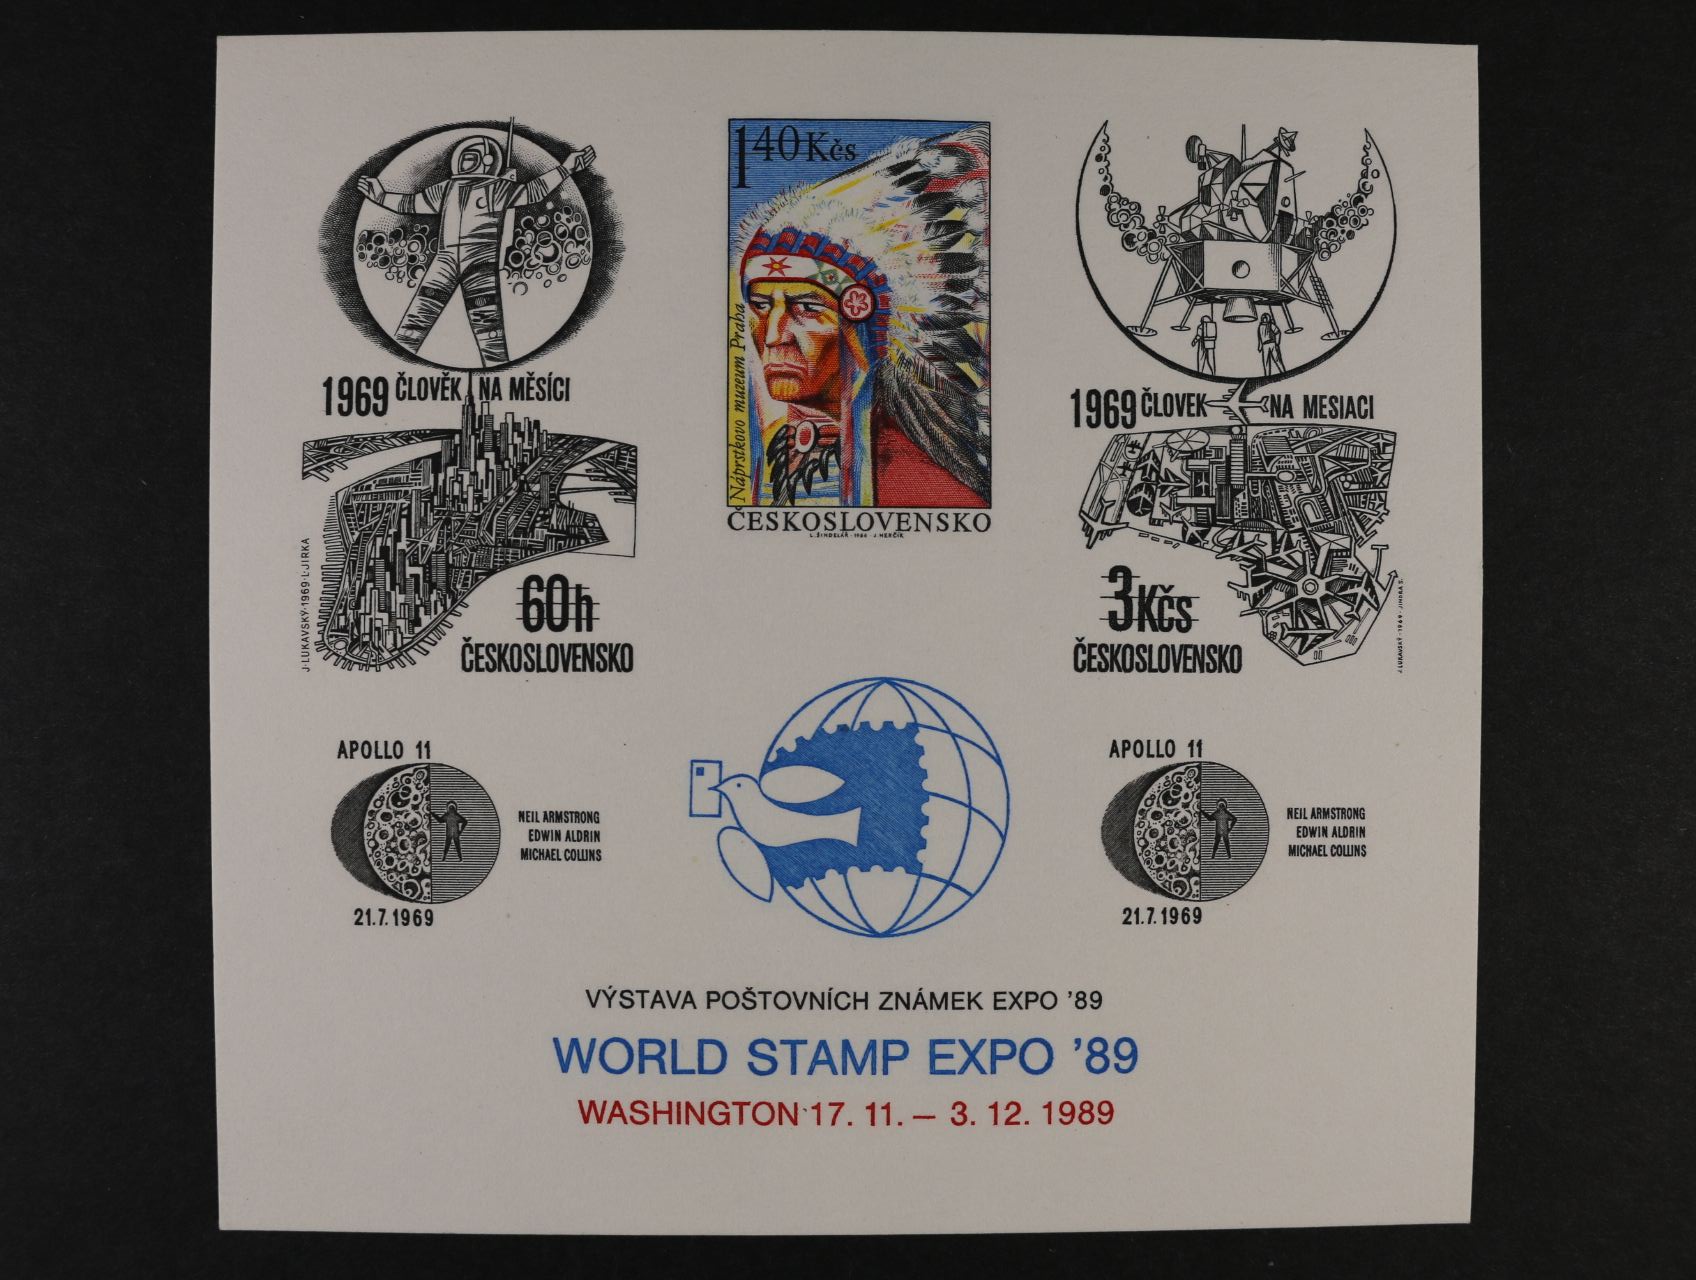 1969 ČLOVĚK NA MĚSÍCI
J·LUKAVSKÝ·1969·L·JIRKA
60h
ČESKOSLOVENSKO
1 40 Kčs
Náprstkovo muzeum Praha
ČESKOSLOVENSKO
L. ŠINDELÁŘ · 1966 · J. HERČÍK
1969 ČLOVEK NA MESIACI
3Kčs
J. LUKAVSKÝ · 1969 · JINDRA S.
ČESKOSLOVENSKO
APOLLO 11
NEIL ARMSTRONG
EDWIN ALDRIN
MICHAEL COLLINS
21.7.1969
APOLLO 11
NEIL ARMSTRONG
EDWIN ALDRIN
MICHAEL COLLINS
21.7.1969
VÝSTAVA POŠTOVNÍCH ZNÁMEK EXPO '89
WORLD STAMP EXPO '89
WASHINGTON 17. 11. – 3. 12. 1989